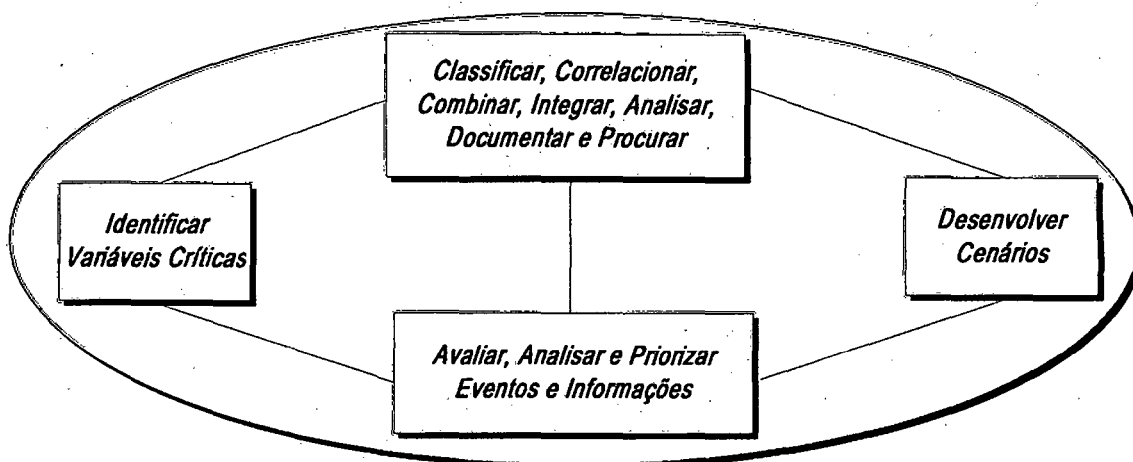 Classificar, Correlacionar,
Combinar, Integrar, Analisar,
Documentar e Procurar
Identificar
Variáveis Críticas
Desenvolver
Cenários
Avaliar, Analisar e Priorizar
Eventos e Informações